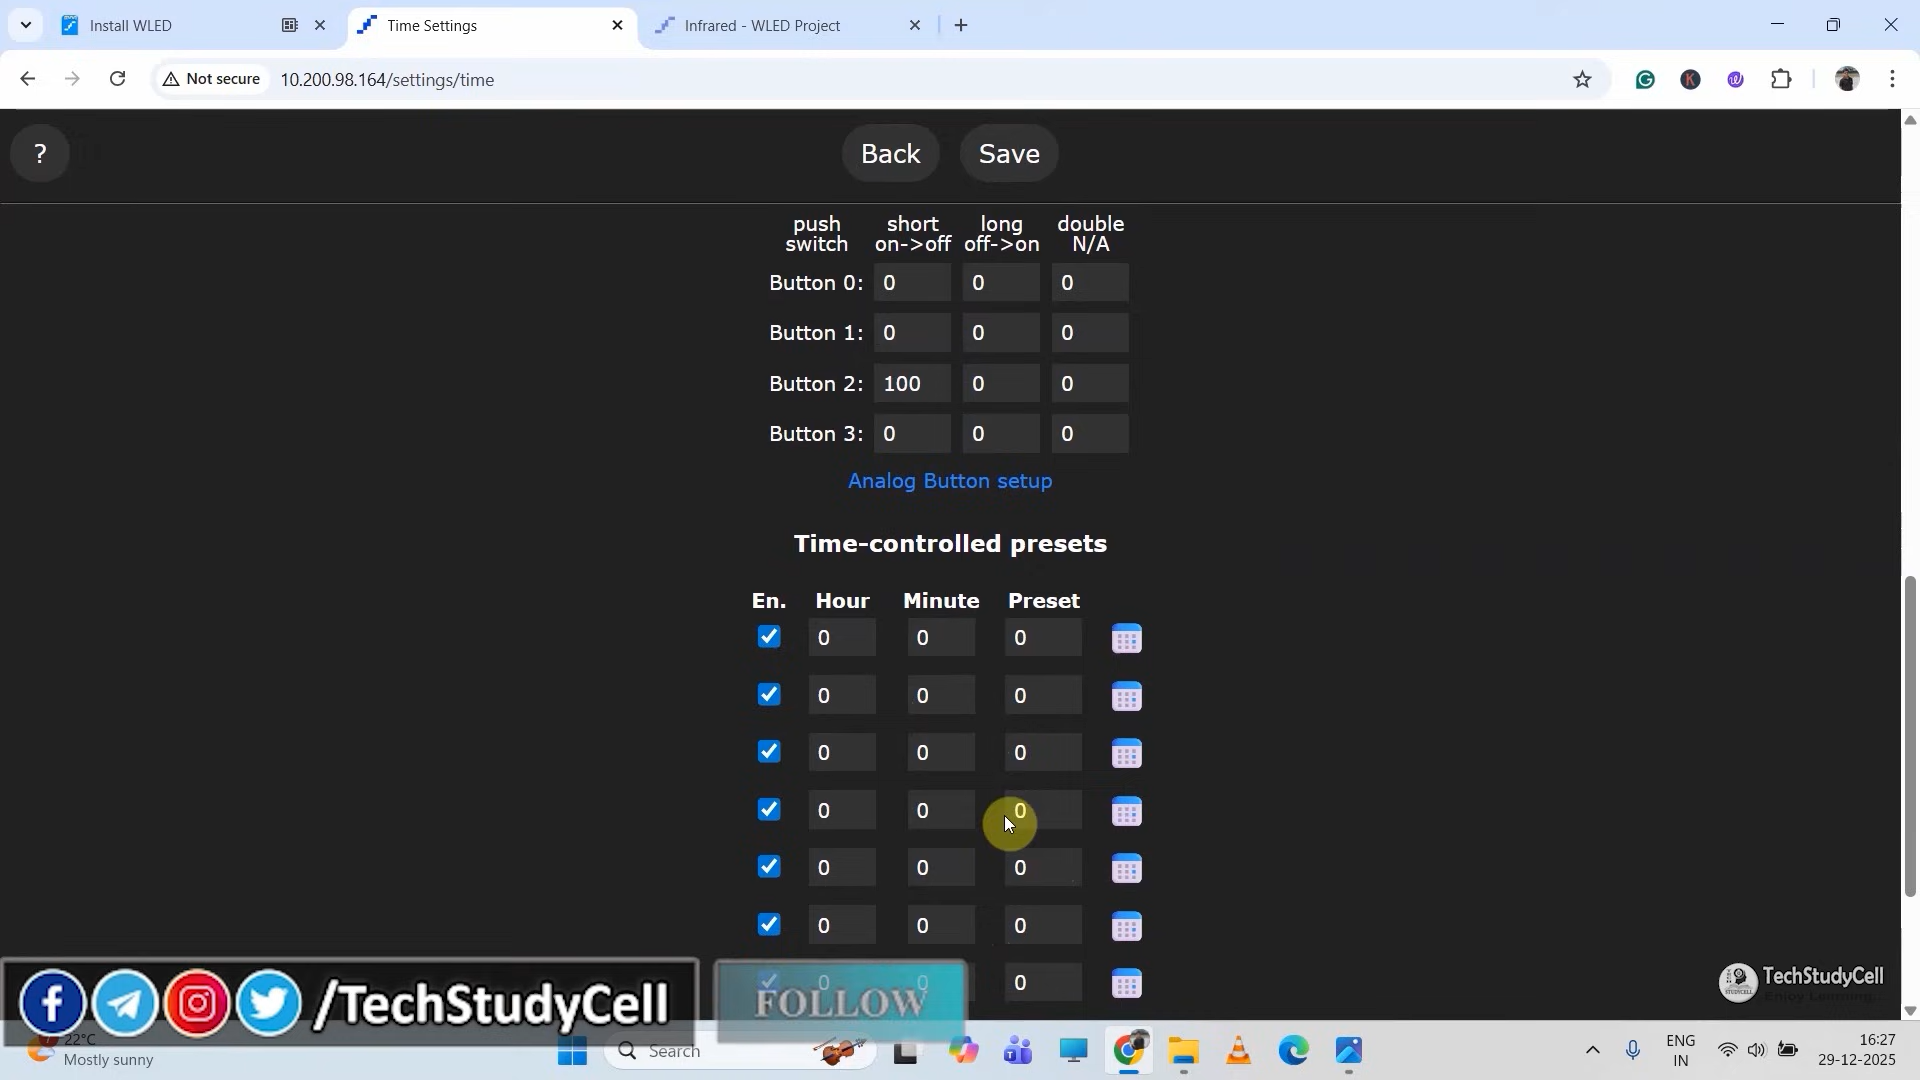 Install WLED
Time Settings
Infrared - WLED Project
Not secure
10.200.98.164/settings/time
?
Back
Save
push switch
short on->off
long off->on
double N/A
Button 0: 0 0 0
Button 1: 0 0 0
Button 2: 100 0 0
Button 3: 0 0 0
Analog Button setup
Time-controlled presets
En. Hour Minute Preset
0 0 0
0 0 0
0 0 0
0 0 0
0 0 0
0 0 0
0 0 0
/TechStudyCell
FOLLOW
TechStudyCell
Enjoy Learning
22°C
Mostly sunny
Search
ENG
IN
16:27
29-12-2025